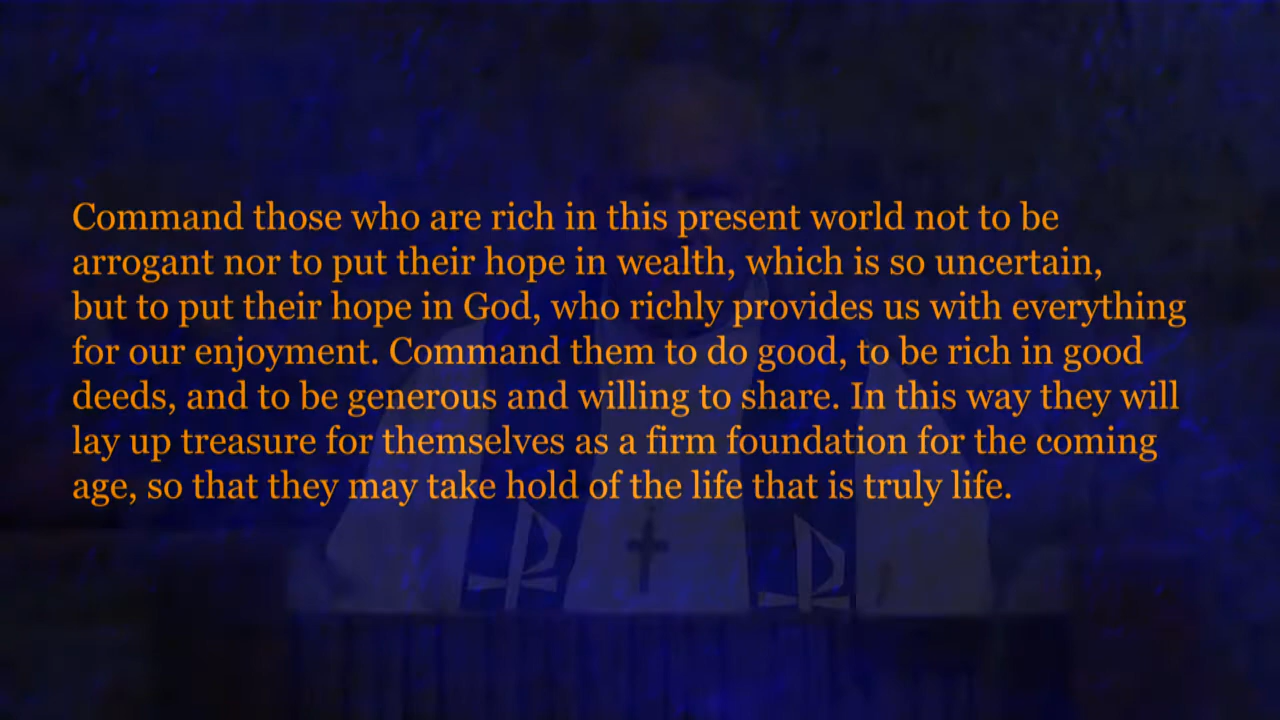 Command those who are rich in this present world not to be
arrogant nor to put their hope in wealth, which is so uncertain,
but to put their hope in God, who richly provides us with everything
for our enjoyment. Command them to do good, to be rich in good
deeds, and to be generous and willing to share. In this way they will
lay up treasure for themselves as a firm foundation for the coming
age, so that they may take hold of the life that is truly life.